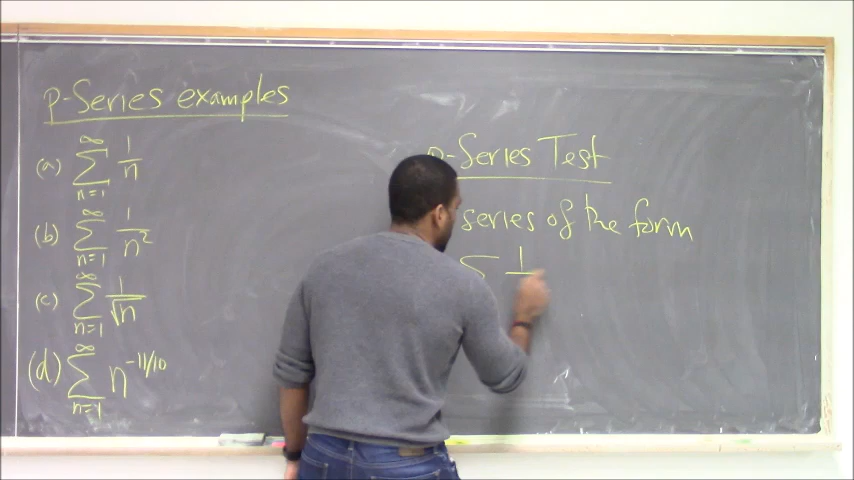 p-Series examples
(a) ∞ ∑ n=1 1/n
(b) ∞ ∑ n=1 1/n²
(c) ∞ ∑ n=1 1/√n
(d) ∞ ∑ n=1 n^(-11/10)
p-Series Test
series of the form
∑ 1